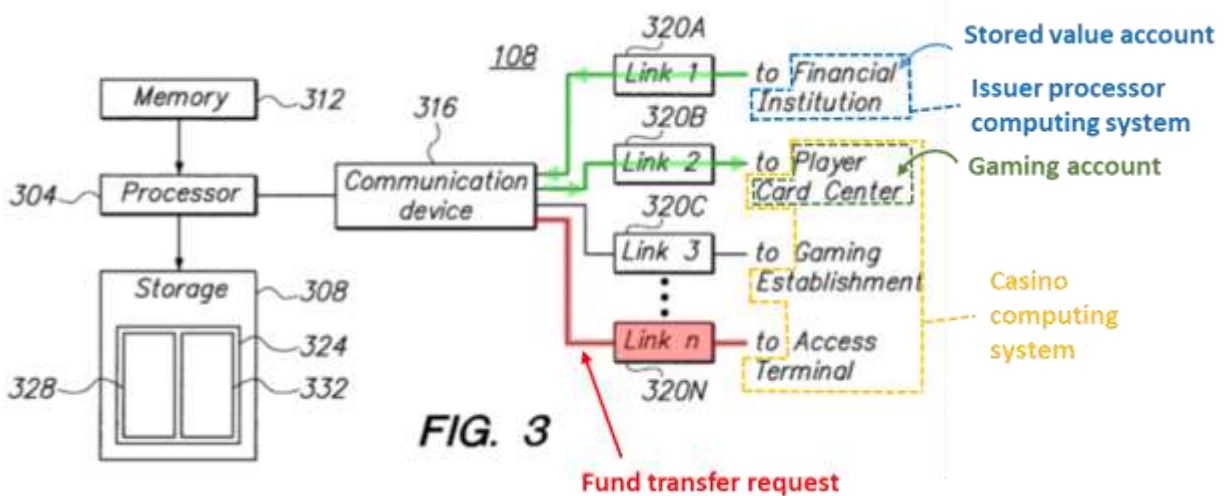 320A
108
Link 1
to Financial
Institution
Stored value account
Issuer processor
computing system
Memory
312
316
320B
Link 2
to Player
Card Center
Gaming account
304
Processor
Communication
device
320C
Link 3
to Gaming
Establishment
Storage
308
324
328
332
Link n
to Access
Terminal
320N
Casino
computing
system
FIG. 3
Fund transfer request